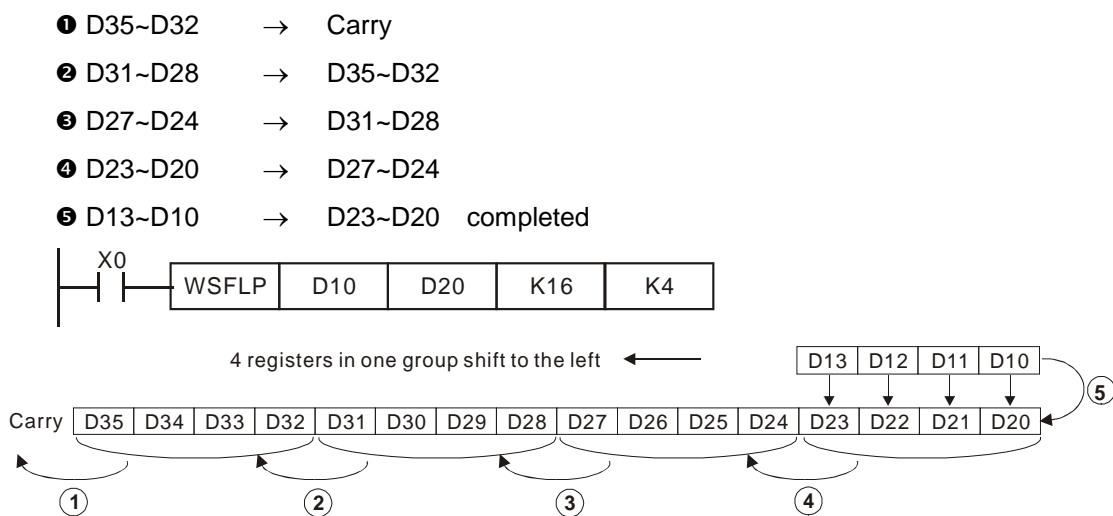 ❶ D35~D32 → Carry
❷ D31~D28 → D35~D32
❸ D27~D24 → D31~D28
❹ D23~D20 → D27~D24
❺ D13~D10 → D23~D20 completed
X0
WSFLP D10 D20 K16 K4
4 registers in one group shift to the left
D13 D12 D11 D10
5
Carry D35 D34 D33 D32 D31 D30 D29 D28 D27 D26 D25 D24 D23 D22 D21 D20
1 2 3 4